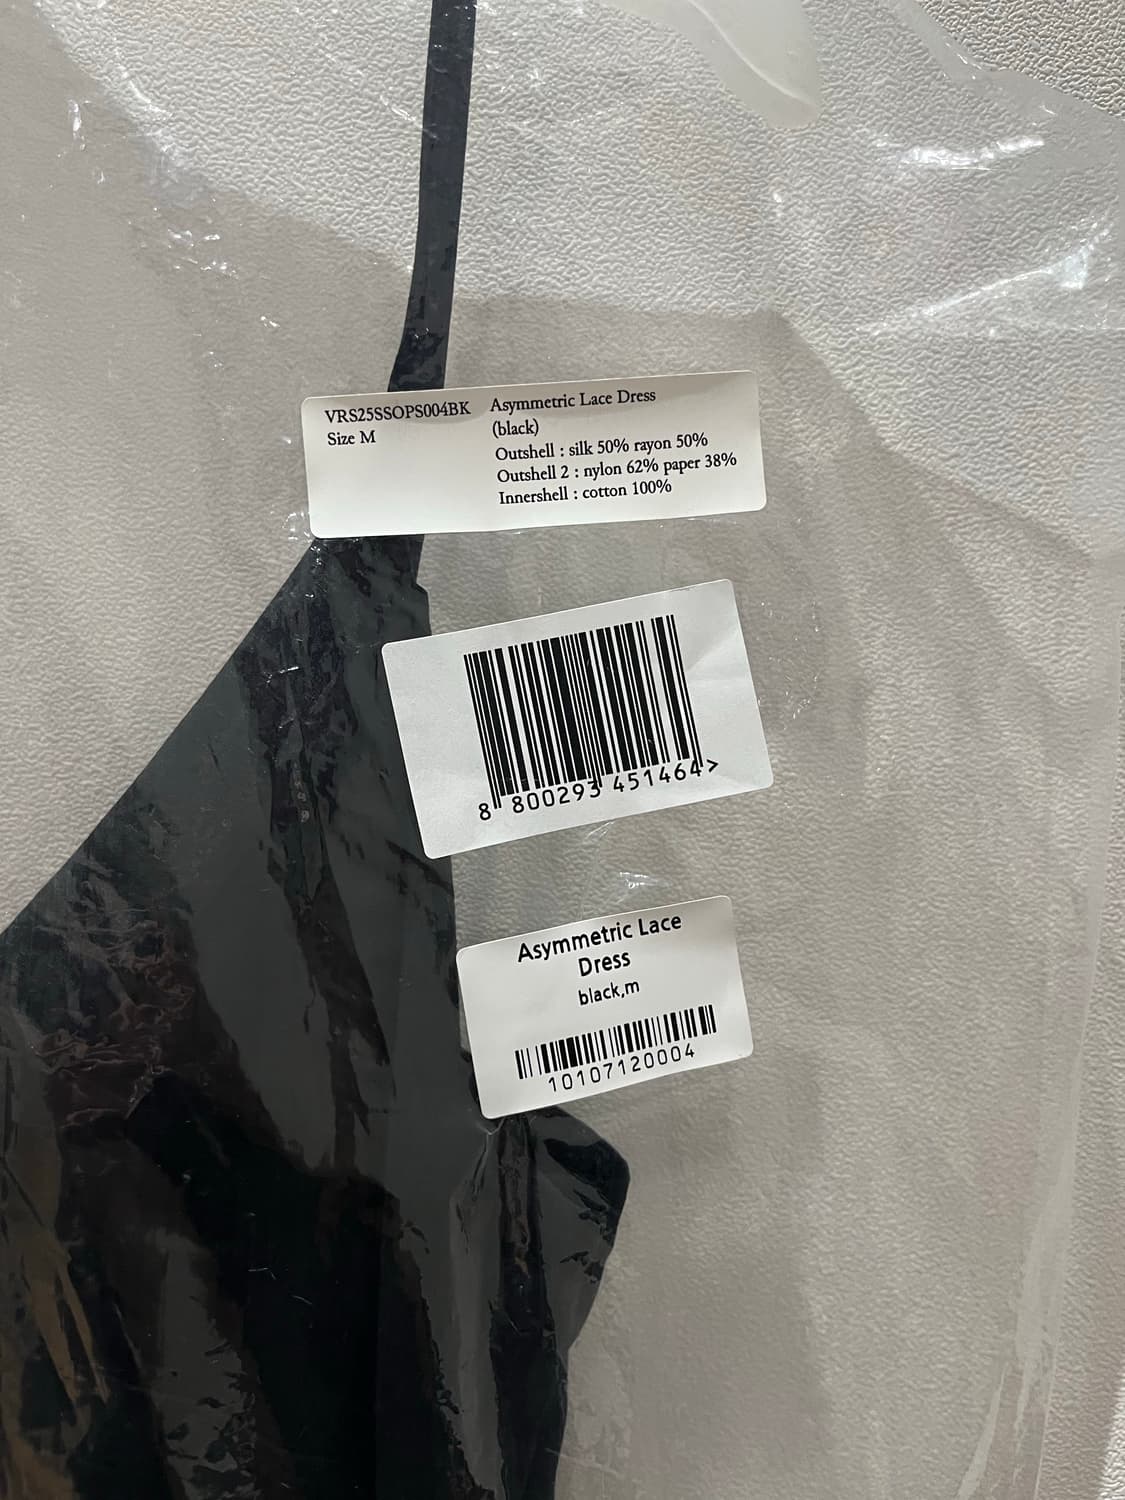 VRS25SSOPS004BK
Size M
Asymmetric Lace Dress
(black)
Outshell : silk 50% rayon 50%
Outshell 2 : nylon 62% paper 38%
Innershell : cotton 100%
8 800293 451464>
Asymmetric Lace
Dress
black,m
10107120004